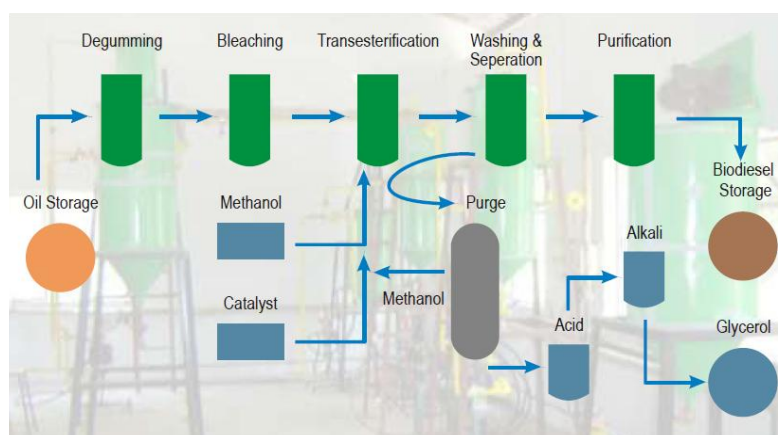 Degumming
Bleaching
Transesterification
Washing &
Seperation
Purification
Oil Storage
Methanol
Purge
Biodiesel
Storage
Alkali
Catalyst
Methanol
Acid
Glycerol